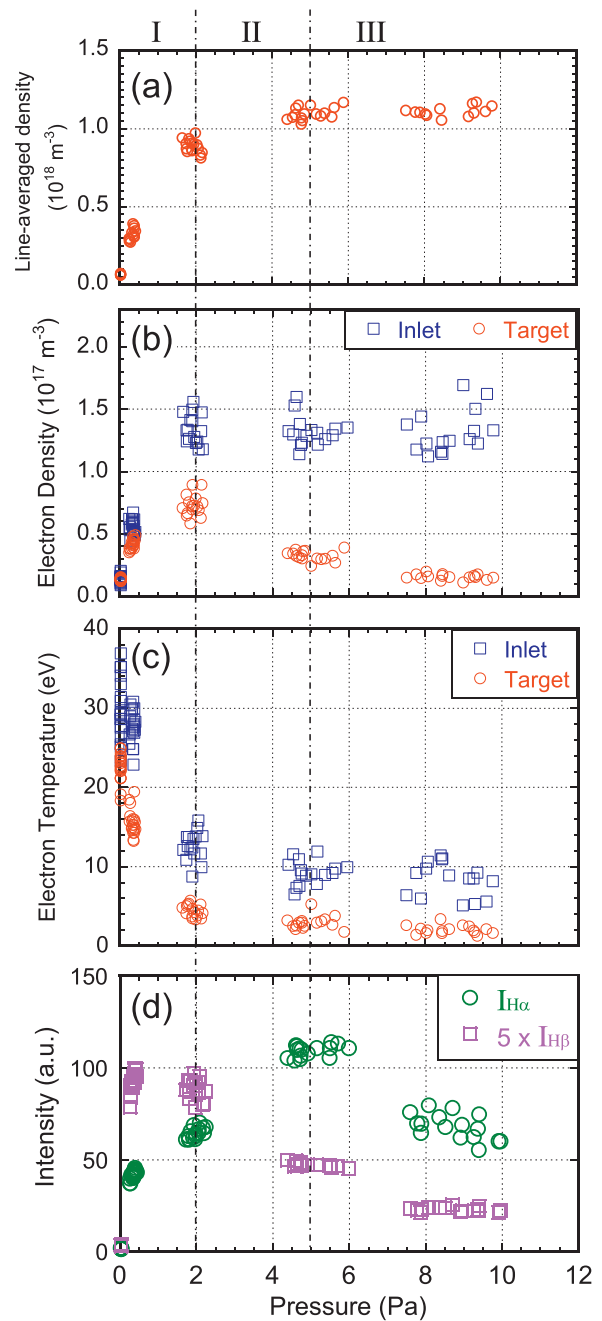 I II III
(a)
1.5
1.0
0.5
0.0
Line-averaged density
(10^18 m^-3)
(b)
Inlet Target
2.0
1.5
1.0
0.5
0.0
Electron Density (10^17 m^-3)
(c)
Inlet
Target
40
30
20
10
0
Electron Temperature (eV)
(d)
I_Hα
5 x I_Hβ
150
100
50
0
Intensity (a.u.)
0 2 4 6 8 10 12
Pressure (Pa)